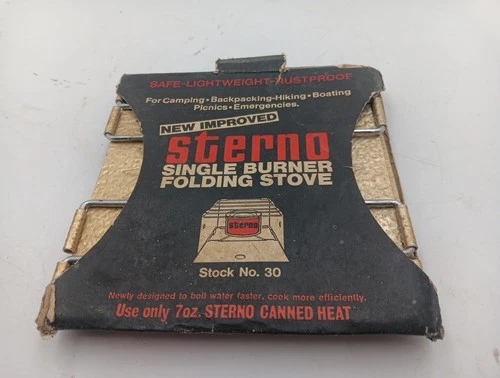 SAFE-LIGHTWEIGHT-RUSTPROOF
For Camping•Backpacking-Hiking•Boating
Picnics•Emergencies.
NEW IMPROVED
sterno
SINGLE BURNER
FOLDING STOVE
sterno
Stock No. 30
Newly designed to boil water faster, cook more efficiently.
Use only 7oz. STERNO CANNED HEAT